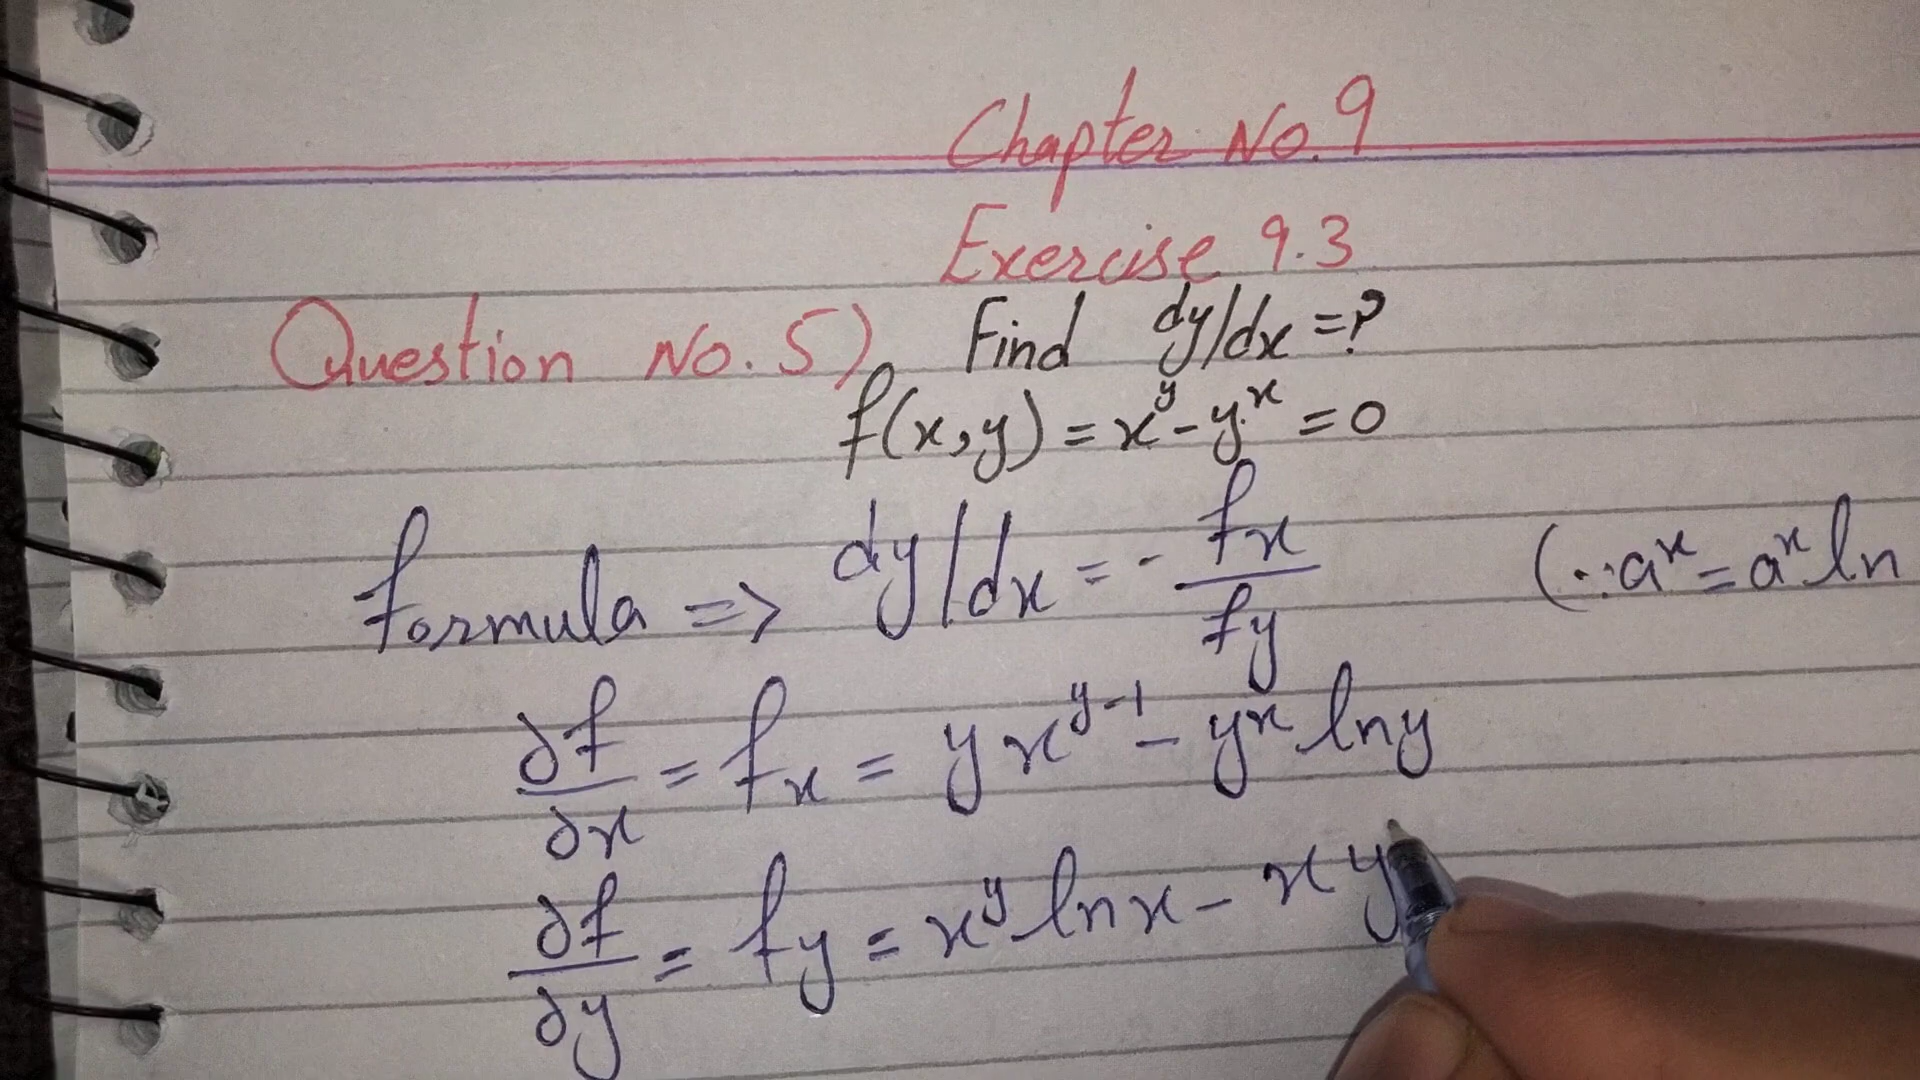 Chapter No. 9
Exercise 9.3
Question No. 5) Find dy/dx = ?
f(x,y) = x^y - y^x = 0
formula => dy/dx = - fx/fy (∵ a^x = a^x ln
∂f/∂x = fx = y x^{y-1} - y^x ln y
∂f/∂y = fy = x^y ln x - x y